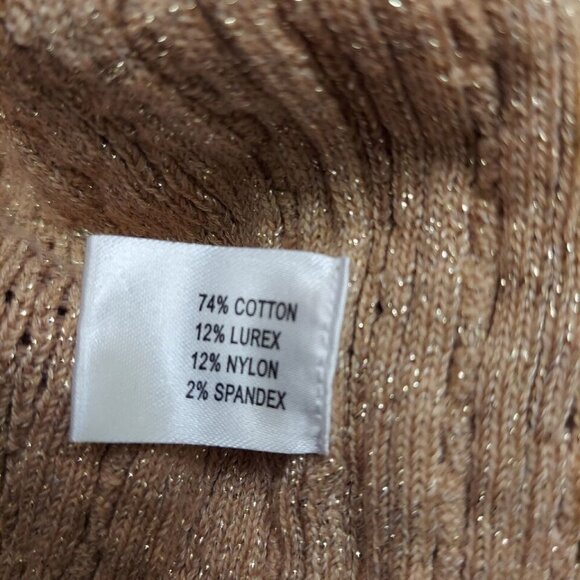 74% COTTON
12% LUREX
12% NYLON
2% SPANDEX